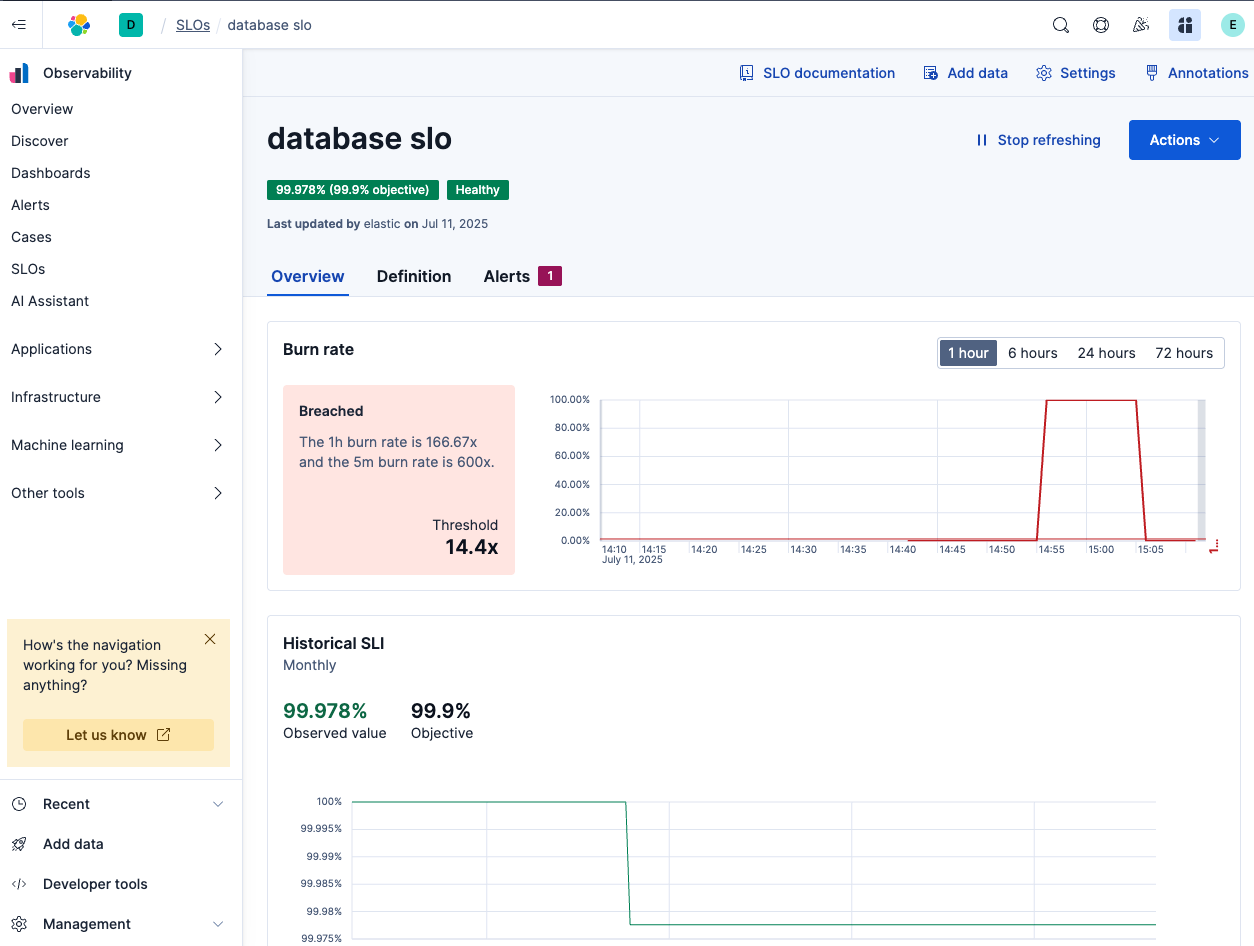 D / SLOs / database slo E
Observability
Overview
Discover
Dashboards
Alerts
Cases
SLOs
AI Assistant
Applications
Infrastructure
Machine learning
Other tools
How's the navigation
working for you? Missing
anything?
Let us know
Recent
Add data
Developer tools
Management
SLO documentation Add data Settings Annotations
database slo
Stop refreshing Actions
99.978% (99.9% objective) Healthy
Last updated by elastic on Jul 11, 2025
Overview Definition Alerts 1
Burn rate
1 hour 6 hours 24 hours 72 hours
Breached
The 1h burn rate is 166.67x
and the 5m burn rate is 600x.
Threshold
14.4x
100.00%
80.00%
60.00%
40.00%
20.00%
0.00%
14:10 14:15 14:20 14:25 14:30 14:35 14:40 14:45 14:50 14:55 15:00 15:05
July 11, 2025
Historical SLI
Monthly
99.978% 99.9%
Observed value Objective
100%
99.995%
99.99%
99.985%
99.98%
99.975%